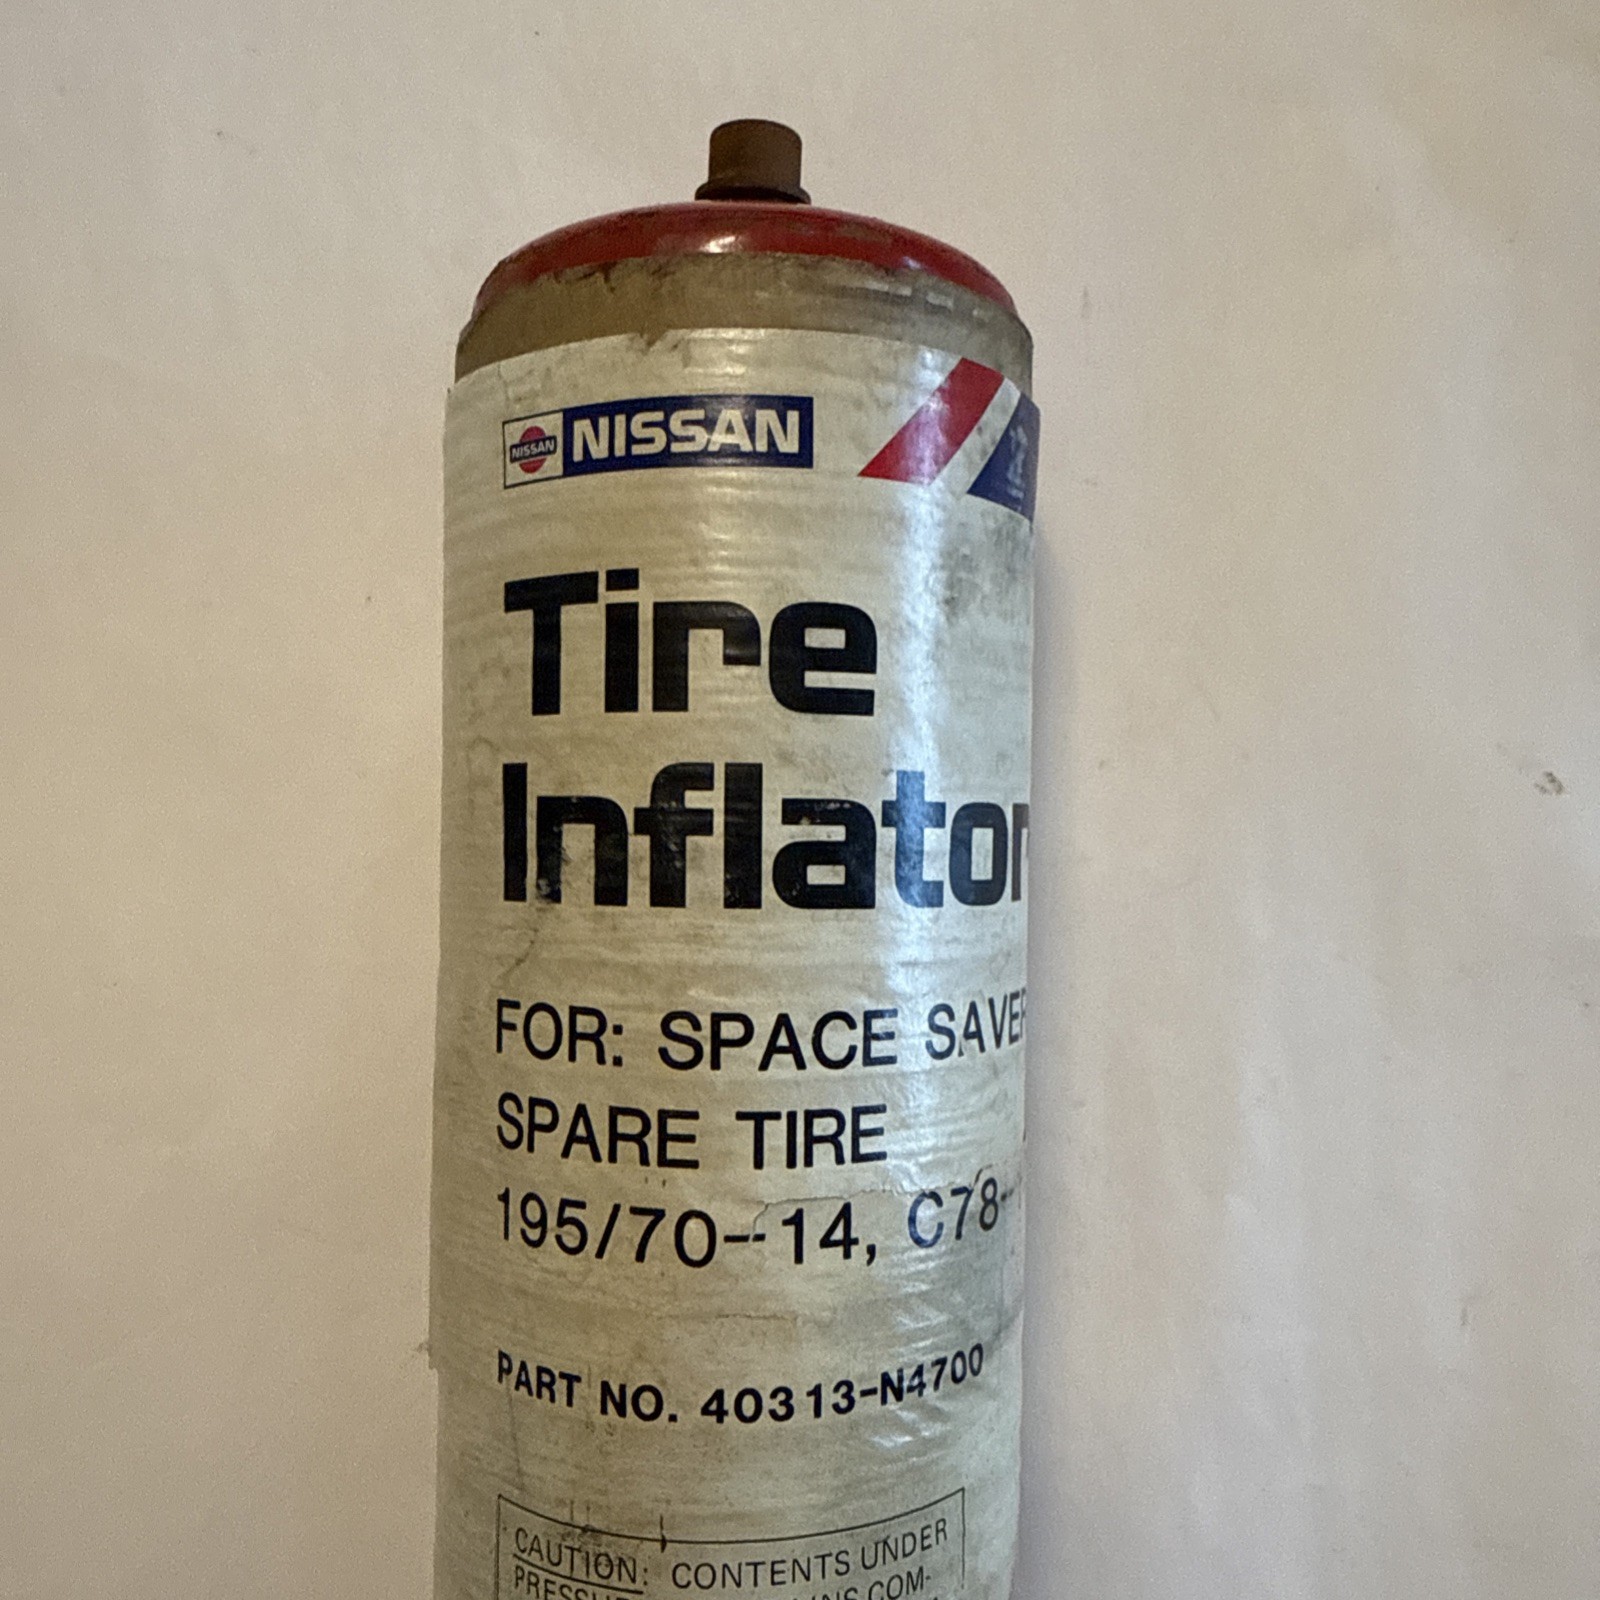 NISSAN NISSAN
Tire
Inflator
FOR: SPACE SAVER
SPARE TIRE
195/70--14, C78-
PART NO. 40313-N4700
CAUTION: CONTENTS UNDER